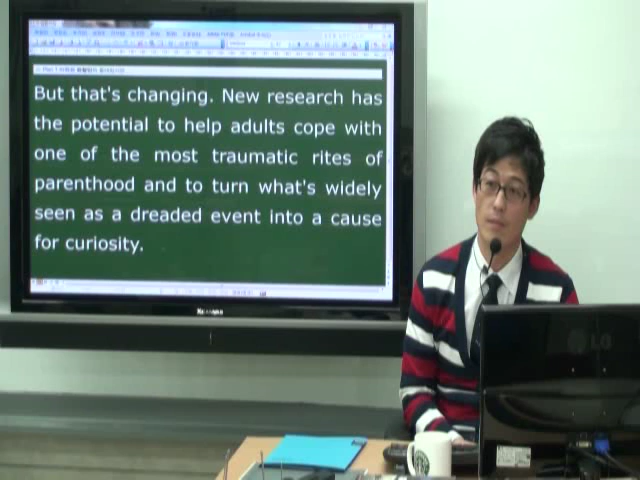 But that's changing. New research has
the potential to help adults cope with
one of the most traumatic rites of
parenthood and to turn what's widely
seen as a dreaded event into a cause
for curiosity.
LG